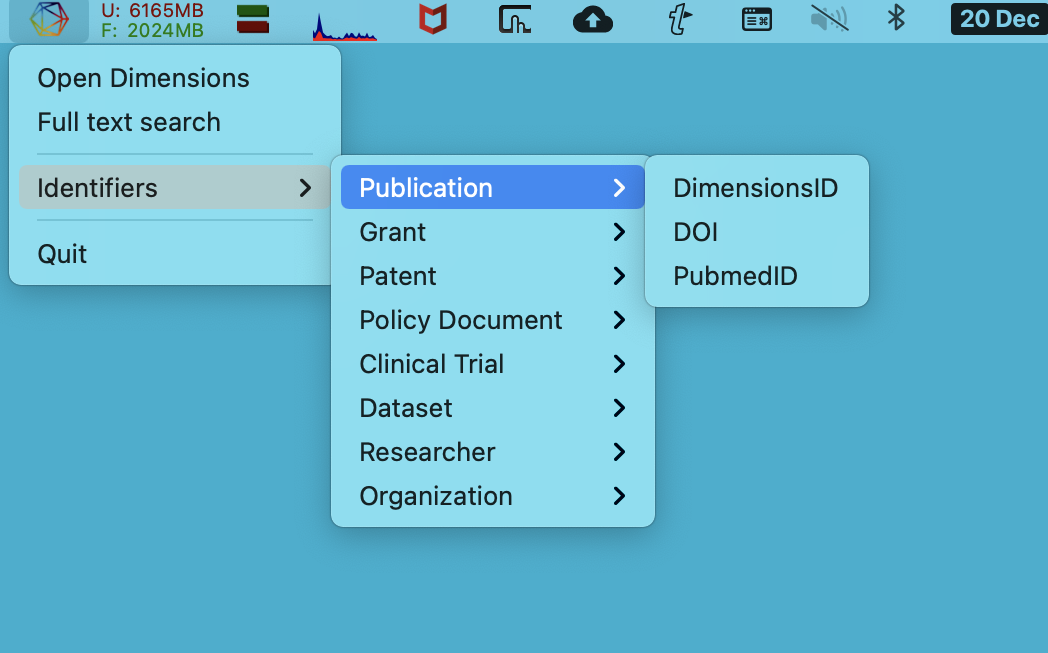 U: 6165MB
F: 2024MB
20 Dec
Open Dimensions
Full text search
Identifiers
Quit
Publication
Grant
Patent
Policy Document
Clinical Trial
Dataset
Researcher
Organization
DimensionsID
DOI
PubmedID